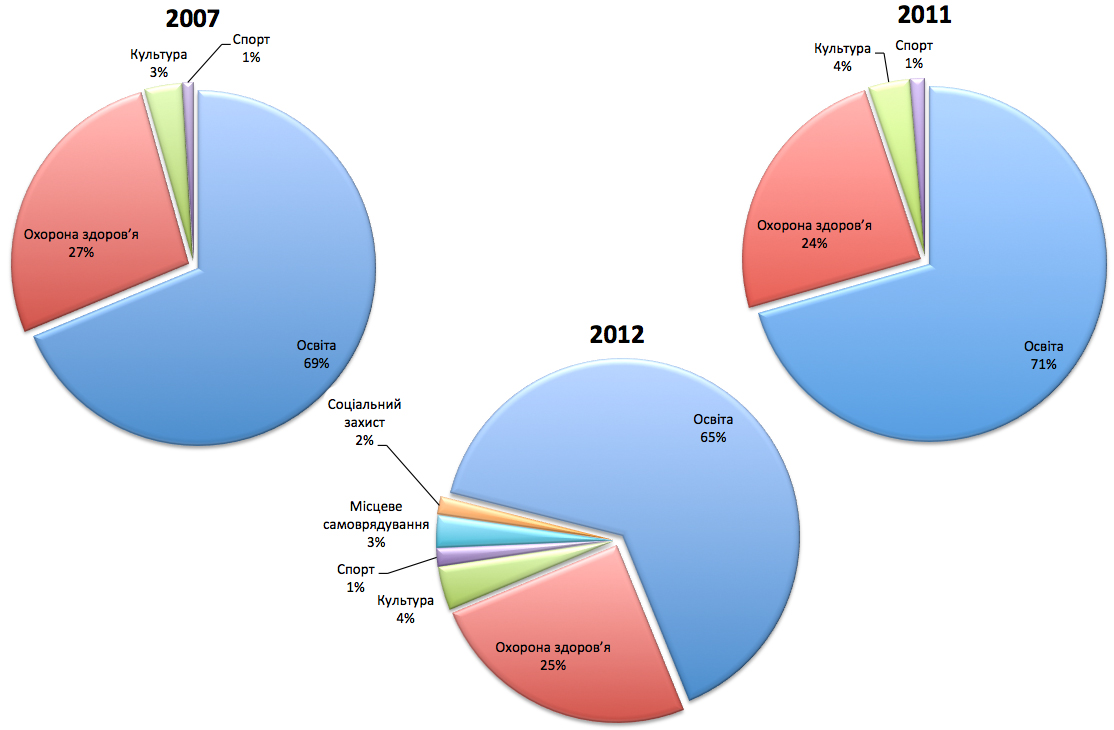 2007
Спорт
1%
Культура
3%
Охорона здоров’я
27%
Освіта
69%
2011
Спорт
1%
Культура
4%
Охорона здоров’я
24%
Освіта
71%
2012
Освіта
65%
Соціальний
захист
2%
Місцеве
самоврядування
3%
Спорт
1%
Культура
4%
Охорона здоров’я
25%